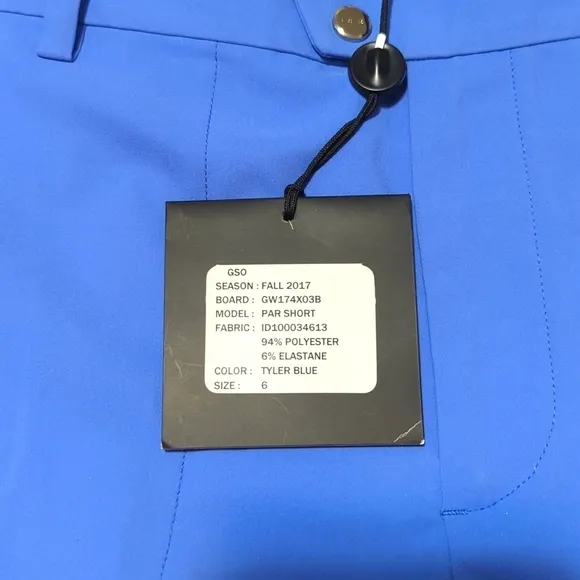 GSO
SEASON : FALL 2017
BOARD : GW174X03B
MODEL : PAR SHORT
FABRIC : ID100034613
94% POLYESTER
6% ELASTANE
COLOR : TYLER BLUE
SIZE : 6